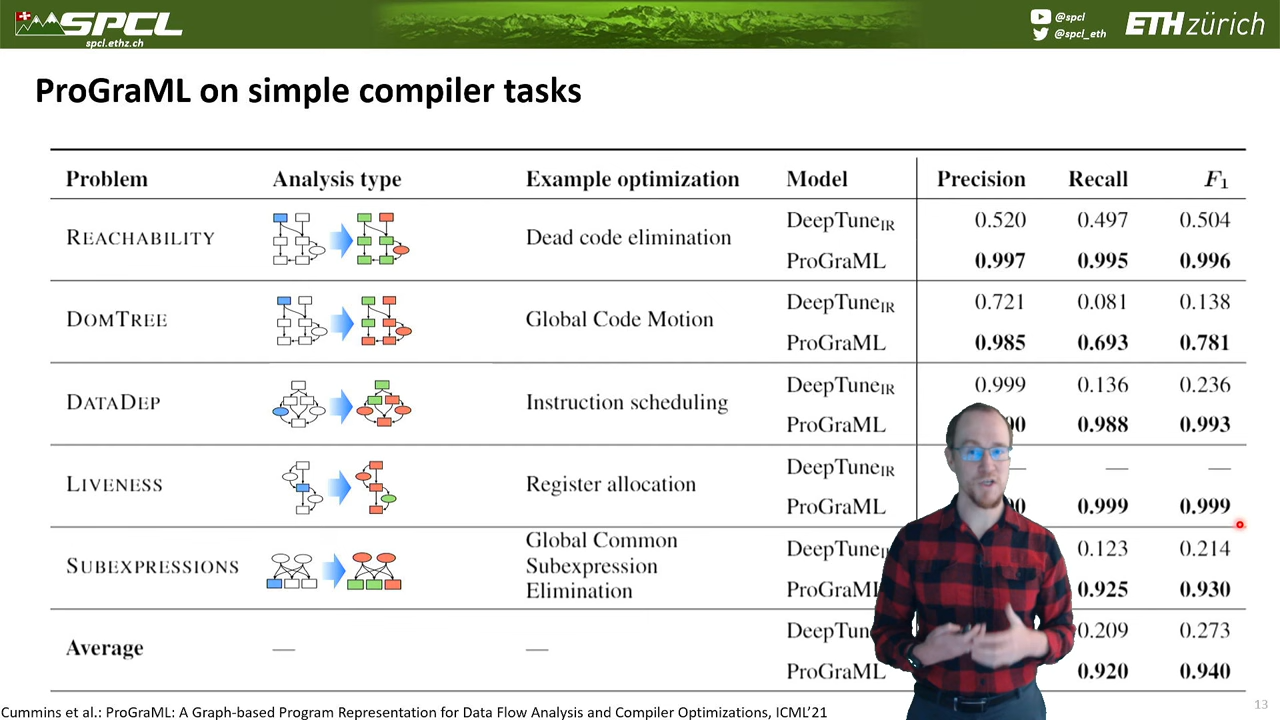 SPCL
spcl.ethz.ch
@spcl
@spcl_eth
ETH zürich
ProGraML on simple compiler tasks
Problem Analysis type Example optimization Model Precision Recall F1
REACHABILITY Dead code elimination DeepTuneIR 0.520 0.497 0.504
ProGraML 0.997 0.995 0.996
DOMTREE Global Code Motion DeepTuneIR 0.721 0.081 0.138
ProGraML 0.985 0.693 0.781
DATADEP Instruction scheduling DeepTuneIR 0.999 0.136 0.236
ProGraML 0.988 0.993
LIVENESS Register allocation DeepTuneIR — — —
ProGraML 0.999 0.999
SUBEXPRESSIONS Global Common Subexpression Elimination DeepTuneI 0.123 0.214
ProGraML 0.925 0.930
Average — — DeepTun 0.209 0.273
ProGraML 0.920 0.940
Cummins et al.: ProGraML: A Graph-based Program Representation for Data Flow Analysis and Compiler Optimizations, ICML'21
13